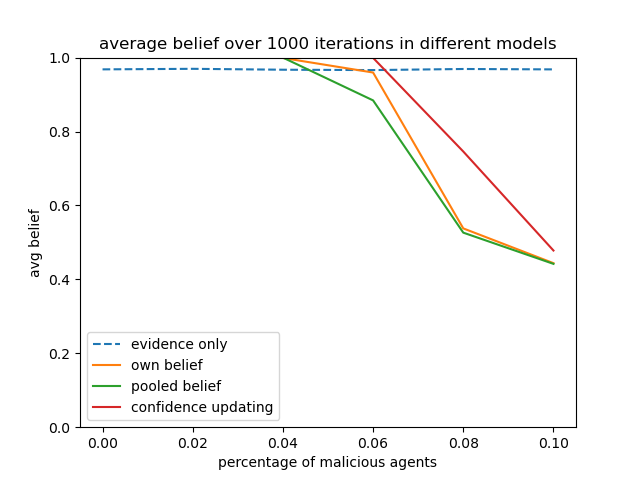 average belief over 1000 iterations in different models
1.0
0.8
0.6
0.4
0.2
0.0
avg belief
evidence only
own belief
pooled belief
confidence updating
0.00 0.02 0.04 0.06 0.08 0.10
percentage of malicious agents